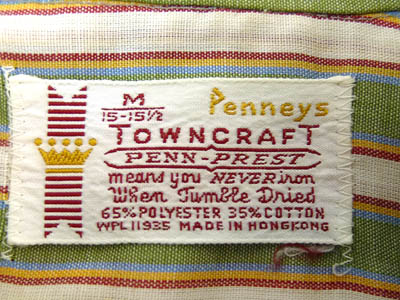 M
15-15½
Penneys
TOWNCRAFT
PENN-PREST
means you NEVER iron
When Tumble Dried
65% POLYESTER 35% COTTON
WPL 11935 MADE IN HONGKONG